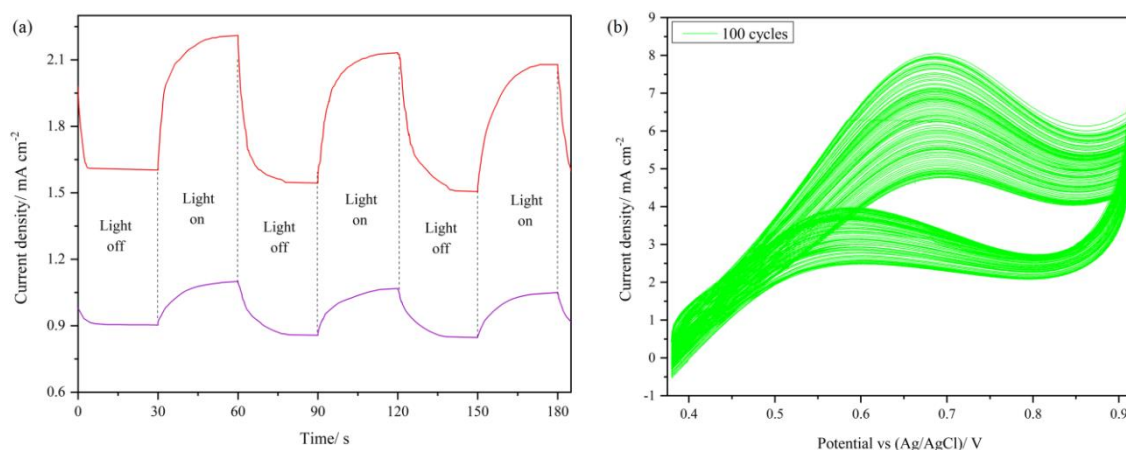 (a)
Current density/ mA cm⁻²
2.1
1.8
1.5
1.2
0.9
0.6
Light
off
Light
on
Light
off
Light
on
Light
off
Light
on
0
30
60
90
120
150
180
Time/ s
(b)
Current density/ mA cm⁻²
9
8
7
6
5
4
3
2
1
0
-1
100 cycles
0.4
0.5
0.6
0.7
0.8
0.9
Potential vs (Ag/AgCl)/ V